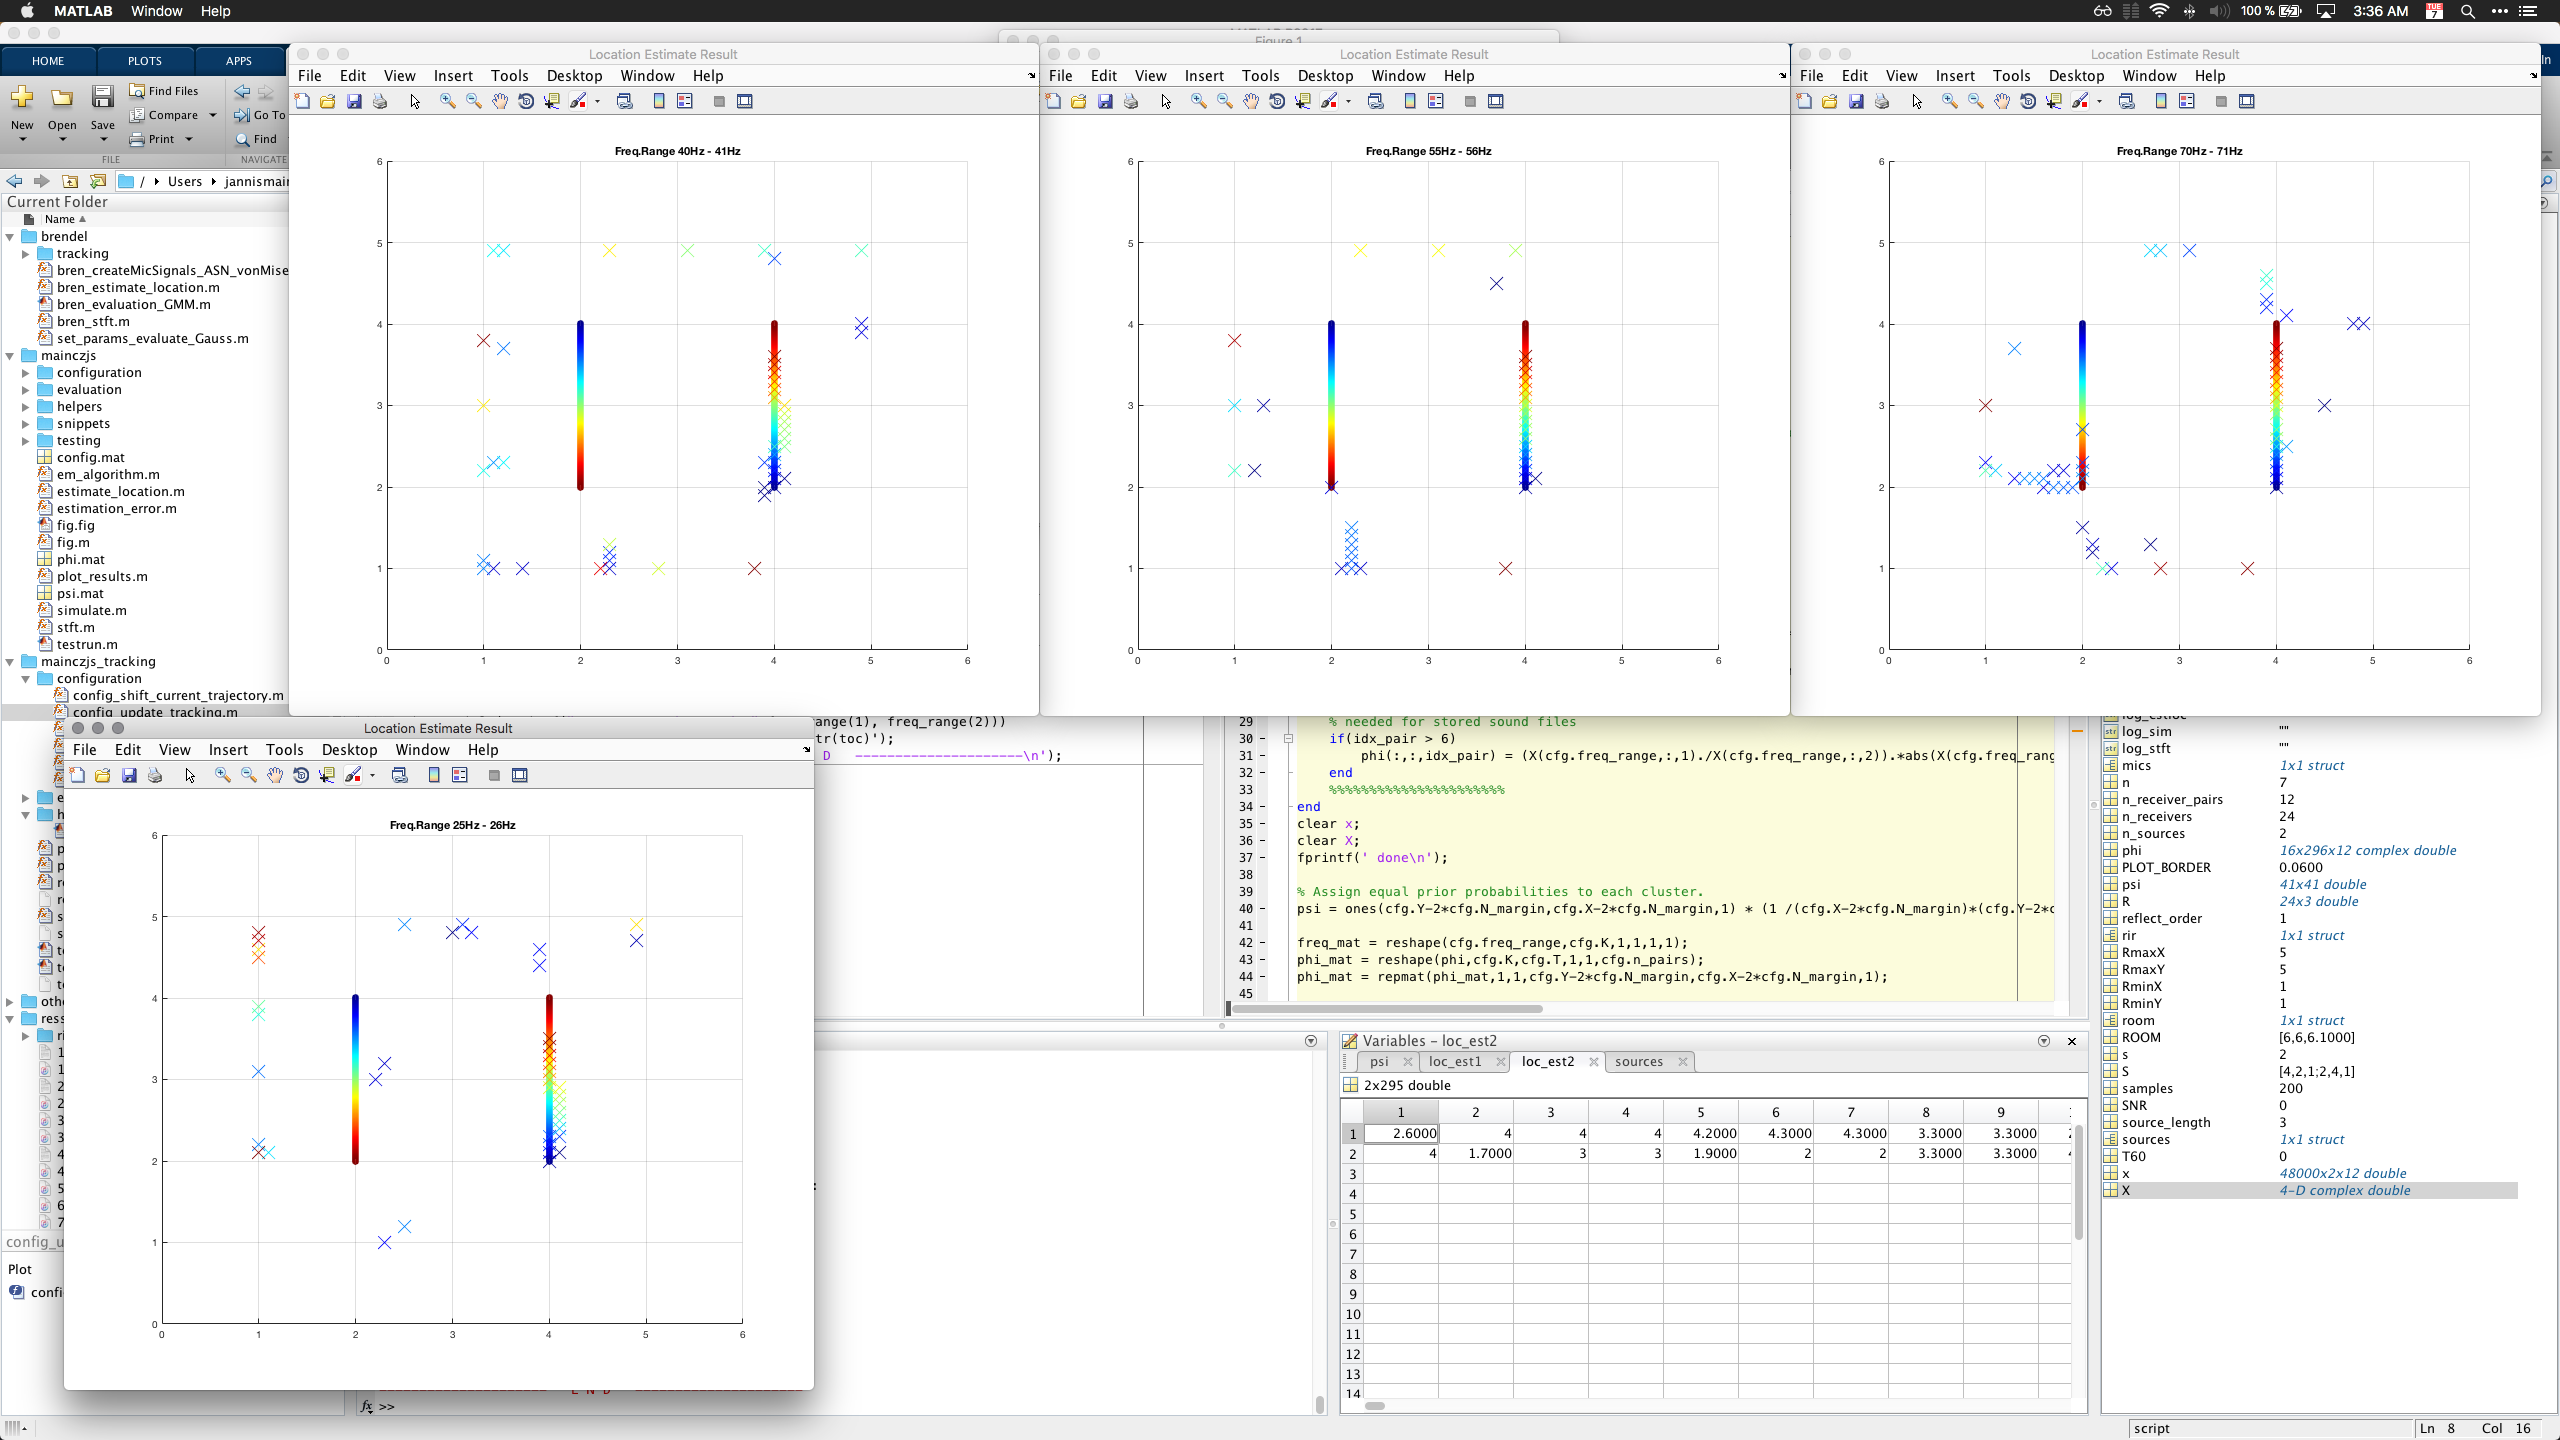 MATLAB Window Help
100 % 3:36 AM TUE 7
HOME PLOTS APPS
New Open Save Find Files Compare Print Go To Find
FILE NAVIGATE
/ Users jannismain
Current Folder
Name
brendel
tracking
bren_createMicSignals_ASN_vonMise
bren_estimate_location.m
bren_evaluation_GMM.m
bren_stft.m
set_params_evaluate_Gauss.m
mainczjs
configuration
evaluation
helpers
snippets
testing
config.mat
em_algorithm.m
estimate_location.m
estimation_error.m
fig.fig
fig.m
phi.mat
plot_results.m
psi.mat
simulate.m
stft.m
testrun.m
mainczjs_tracking
configuration
config_shift_current_trajectory.m
config_update_tracking.m
Figure 1
Location Estimate Result
File Edit View Insert Tools Desktop Window Help
Freq.Range 40Hz - 41Hz
6
5
4
3
2
1
0
0 1 2 3 4 5 6
Location Estimate Result
File Edit View Insert Tools Desktop Window Help
Freq.Range 55Hz - 56Hz
6
5
4
3
2
1
0
0 1 2 3 4 5 6
Location Estimate Result
File Edit View Insert Tools Desktop Window Help
Freq.Range 70Hz - 71Hz
6
5
4
3
2
1
0
0 1 2 3 4 5 6
Location Estimate Result
File Edit View Insert Tools Desktop Window Help
Freq.Range 25Hz - 26Hz
6
5
4
3
2
1
0
0 1 2 3 4 5 6
othe
ress
config_u
Plot
confi
ange(1), freq_range(2)))
tr(toc)');
D ---------------------\n');
END
fx >>
29 % needed for stored sound files
30 - if(idx_pair > 6)
31 - phi(:,:,idx_pair) = (X(cfg.freq_range,:,1)./X(cfg.freq_range,:,2)).*abs(X(cfg.freq_rang
32 - end
33 %%%%%%%%%%%%%%%%%%%%%%
34 - end
35 - clear x;
36 - clear X;
37 - fprintf(' done\n');
38
39 % Assign equal prior probabilities to each cluster.
40 - psi = ones(cfg.Y-2*cfg.N_margin,cfg.X-2*cfg.N_margin,1) * (1 /(cfg.X-2*cfg.N_margin)*(cfg.Y-2*c
41
42 - freq_mat = reshape(cfg.freq_range,cfg.K,1,1,1,1);
43 - phi_mat = reshape(phi,cfg.K,cfg.T,1,1,cfg.n_pairs);
44 - phi_mat = repmat(phi_mat,1,1,cfg.Y-2*cfg.N_margin,cfg.X-2*cfg.N_margin,1);
45
Variables - loc_est2
psi loc_est1 loc_est2 sources
2x295 double
1 2 3 4 5 6 7 8 9
1 2.6000 4 4 4 4.2000 4.3000 4.3000 3.3000 3.3000
2 4 1.7000 3 3 1.9000 2 2 3.3000 3.3000
3
4
5
6
7
8
9
10
11
12
13
14
log_sim ""
log_stft ""
mics 1x1 struct
n 7
n_receiver_pairs 12
n_receivers 24
n_sources 2
phi 16x296x12 complex double
PLOT_BORDER 0.0600
psi 41x41 double
R 24x3 double
reflect_order 1
rir 1x1 struct
RmaxX 5
RmaxY 5
RminX 1
RminY 1
room 1x1 struct
ROOM [6,6,6.1000]
s 2
S [4,2,1;2,4,1]
samples 200
SNR 0
source_length 3
sources 1x1 struct
T60 0
x 48000x2x12 double
X 4-D complex double
script Ln 8 Col 16